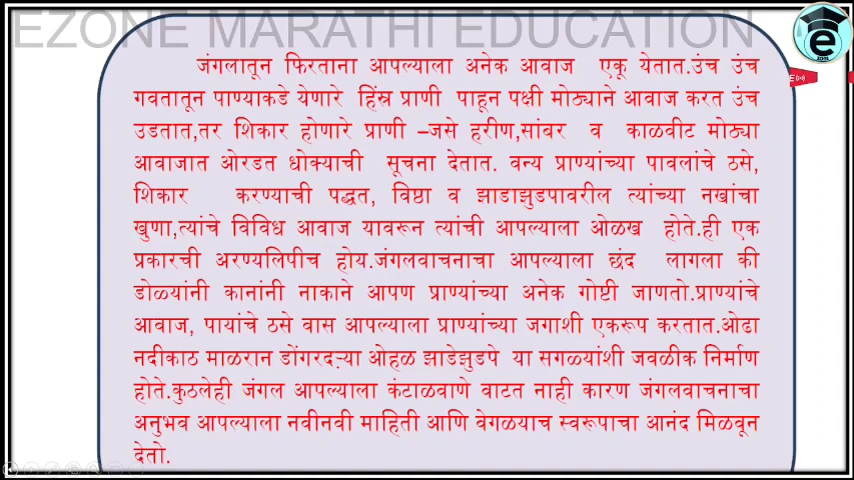 EZONE MARATHI EDUCATION
जंगलातून फिरताना आपल्याला अनेक आवाज एकू येतात.उंच उंच
गवतातून पाण्याकडे येणारे हिंस्र प्राणी पाहून पक्षी मोठ्याने आवाज करत उंच
उडतात,तर शिकार होणारे प्राणी –जसे हरीण,सांबर व काळवीट मोठ्या
आवाजात ओरडत धोक्याची सूचना देतात. वन्य प्राण्यांच्या पावलांचे ठसे,
शिकार करण्याची पद्धत, विष्ठा व झाडाझुडपावरील त्यांच्या नखांचा
खुणा,त्यांचे विविध आवाज यावरून त्यांची आपल्याला ओळख होते.ही एक
प्रकारची अरण्यलिपीच होय.जंगलवाचनाचा आपल्याला छंद लागला की
डोळ्यांनी कानांनी नाकाने आपण प्राण्यांच्या अनेक गोष्टी जाणतो.प्राण्यांचे
आवाज, पायांचे ठसे वास आपल्याला प्राण्यांच्या जगाशी एकरूप करतात.ओढा
नदीकाठ माळरान डोंगरदऱ्या ओहळ झाडेझुडपे या सगळ्यांशी जवळीक निर्माण
होते.कुठलेही जंगल आपल्याला कंटाळवाणे वाटत नाही कारण जंगलवाचनाचा
अनुभव आपल्याला नवीनवी माहिती आणि वेगळयाच स्वरूपाचा आनंद मिळवून
देतो.